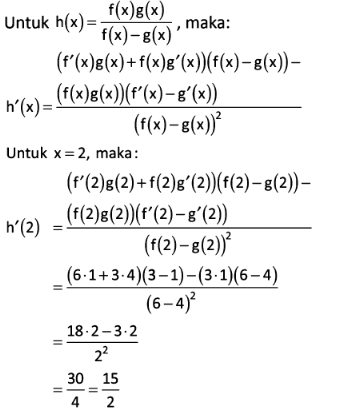 Untuk h(x) = f(x)g(x) / f(x)−g(x) , maka:
(f′(x)g(x)+f(x)g′(x))(f(x)−g(x))−
h′(x) = (f(x)g(x))(f′(x)−g′(x)) / (f(x)−g(x))²
Untuk x = 2, maka :
(f′(2)g(2)+f(2)g′(2))(f(2)−g(2))−
h′(2) = (f(2)g(2))(f′(2)−g′(2)) / (f(2)−g(2))²
= (6·1+3·4)(3−1)−(3·1)(6−4) / (6−4)²
= 18·2−3·2 / 2²
= 30 / 4 = 15 / 2